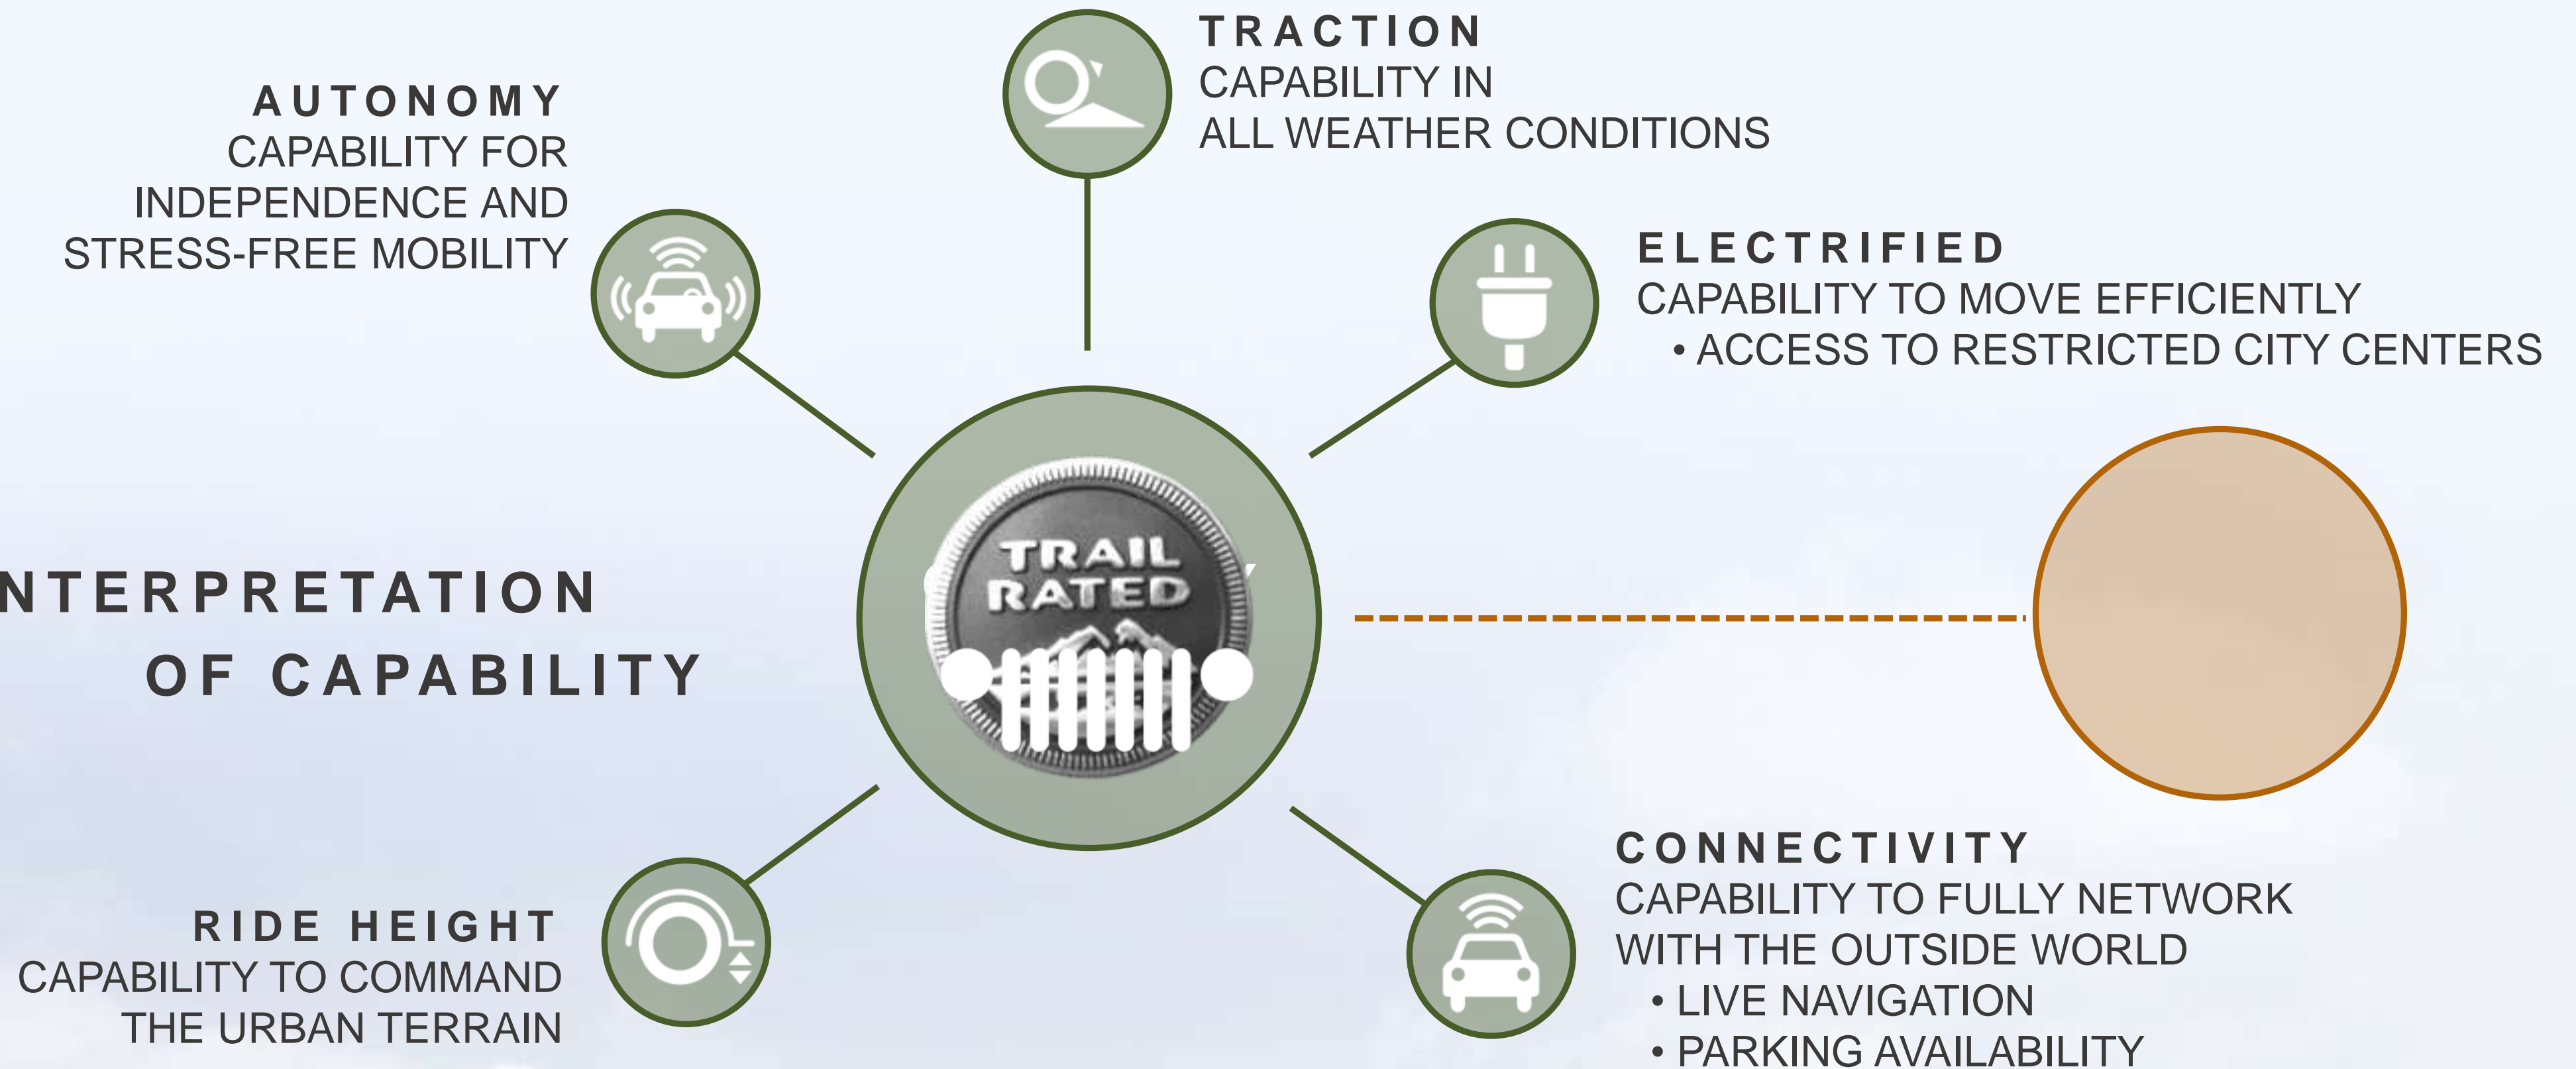 TRACTION
CAPABILITY IN
ALL WEATHER CONDITIONS
AUTONOMY
CAPABILITY FOR
INDEPENDENCE AND
STRESS-FREE MOBILITY
ELECTRIFIED
CAPABILITY TO MOVE EFFICIENTLY
• ACCESS TO RESTRICTED CITY CENTERS
TRAIL
RATED
NTERPRETATION
OF CAPABILITY
RIDE HEIGHT
CAPABILITY TO COMMAND
THE URBAN TERRAIN
CONNECTIVITY
CAPABILITY TO FULLY NETWORK
WITH THE OUTSIDE WORLD
• LIVE NAVIGATION
• PARKING AVAILABILITY